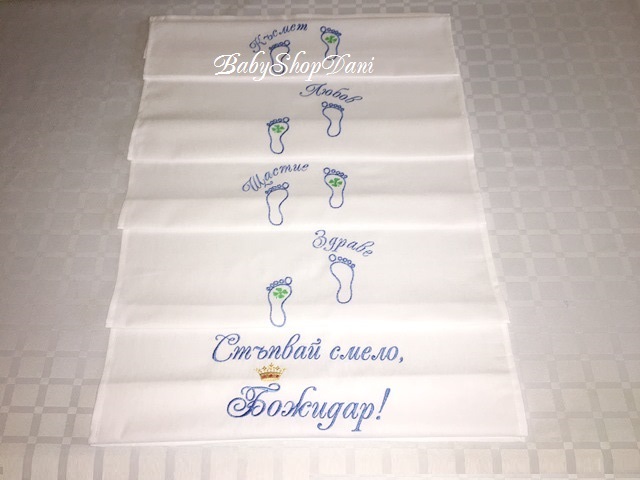 Късмет
BabyShopDani
Любов
Щастие
Здраве
Стъпвай смело,
Божидар!